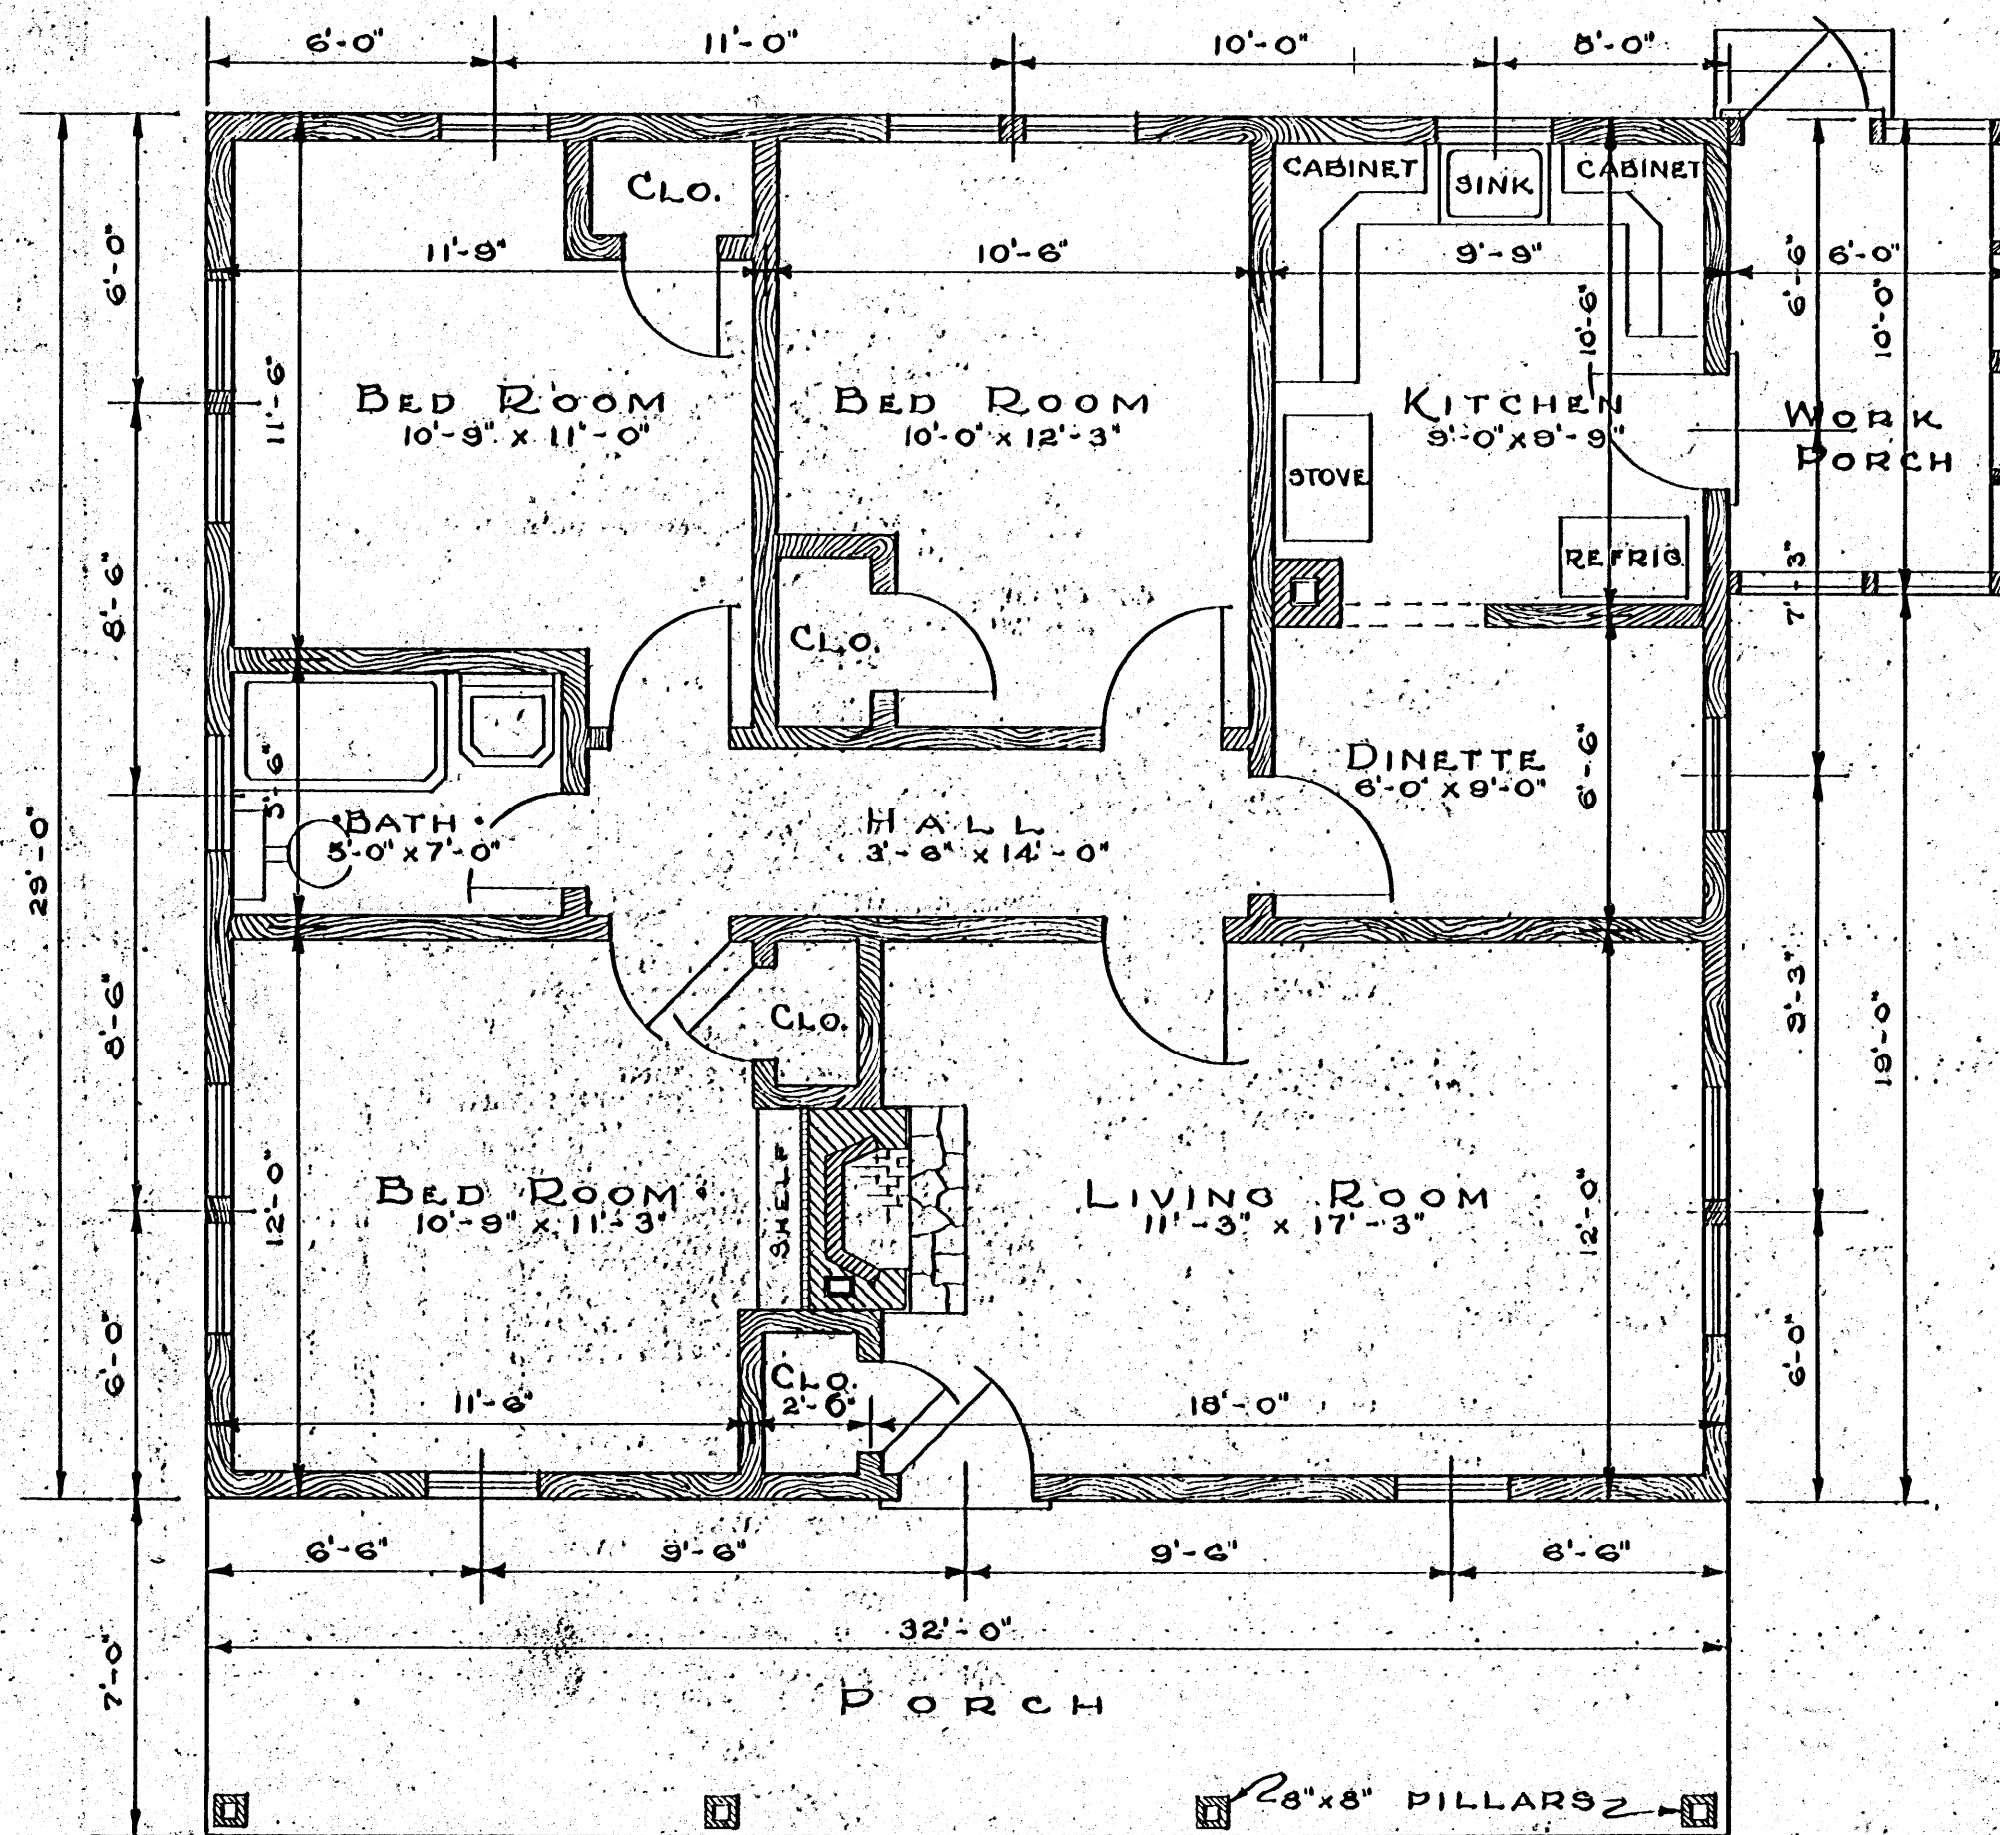 6'-0" 11'-0" 10'-0" 5'-0"
CLO.
CABINET SINK CABINET
11'-9" 10'-6" 9'-9" 6'-0"
6'-0"
10'-6"
6'-6"
10'-0"
11'-6"
BED ROOM
10'-9" x 11'-0"
BED ROOM
10'-0" x 12'-3"
KITCHEN
9'-0" x 9'-9"
WORK
PORCH
STOVE
REFRIG
8'-6"
7'-3"
CLO.
5'-6"
DINETTE
6'-0" x 9'-0"
6'-6"
BATH
5'-0" x 7'-0"
HALL
3'-6" x 14'-0"
29'-0"
8'-6"
CLO.
9'-3"
19'-0"
12'-0"
BED ROOM
10'-9" x 11'-3"
SHELF
LIVING ROOM
11'-3" x 17'-3"
12'-0"
6'-0"
6'-0"
CLO.
2'-6"
11'-6" 18'-0"
6'-6" 9'-6" 9'-6" 6'-6"
32'-0"
7'-0"
PORCH
8"x8" PILLARS